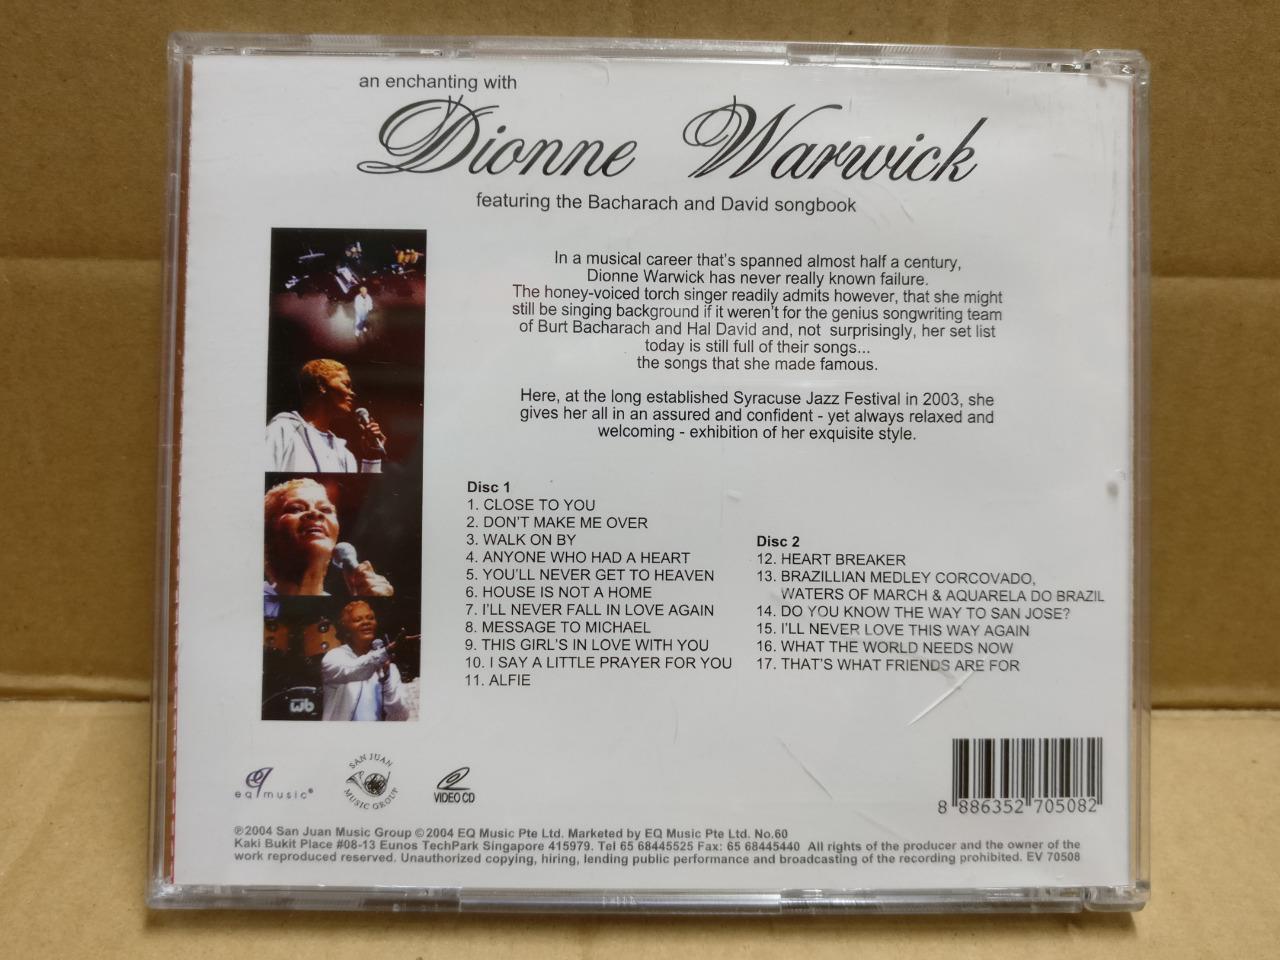 an enchanting with
Dionne Warwick
featuring the Bacharach and David songbook
In a musical career that's spanned almost half a century,
Dionne Warwick has never really known failure.
The honey-voiced torch singer readily admits however, that she might
still be singing background if it weren't for the genius songwriting team
of Burt Bacharach and Hal David and, not surprisingly, her set list
today is still full of their songs...
the songs that she made famous.
Here, at the long established Syracuse Jazz Festival in 2003, she
gives her all in an assured and confident - yet always relaxed and
welcoming - exhibition of her exquisite style.
Disc 1
1. CLOSE TO YOU
2. DON'T MAKE ME OVER
3. WALK ON BY
4. ANYONE WHO HAD A HEART
5. YOU'LL NEVER GET TO HEAVEN
6. HOUSE IS NOT A HOME
7. I'LL NEVER FALL IN LOVE AGAIN
8. MESSAGE TO MICHAEL
9. THIS GIRL'S IN LOVE WITH YOU
10. I SAY A LITTLE PRAYER FOR YOU
11. ALFIE
Disc 2
12. HEART BREAKER
13. BRAZILLIAN MEDLEY CORCOVADO,
WATERS OF MARCH & AQUARELA DO BRAZIL
14. DO YOU KNOW THE WAY TO SAN JOSE?
15. I'LL NEVER LOVE THIS WAY AGAIN
16. WHAT THE WORLD NEEDS NOW
17. THAT'S WHAT FRIENDS ARE FOR
wb
eq music®
SAN JUAN
MUSIC GROUP
VIDEO CD
8 886352 705082
℗2004 San Juan Music Group ©2004 EQ Music Pte Ltd. Marketed by EQ Music Pte Ltd. No.60
Kaki Bukit Place #08-13 Eunos TechPark Singapore 415979. Tel 65 68445525 Fax: 65 68445440 All rights of the producer and the owner of the
work reproduced reserved. Unauthorized copying, hiring, lending public performance and broadcasting of the recording prohibited. EV 70508